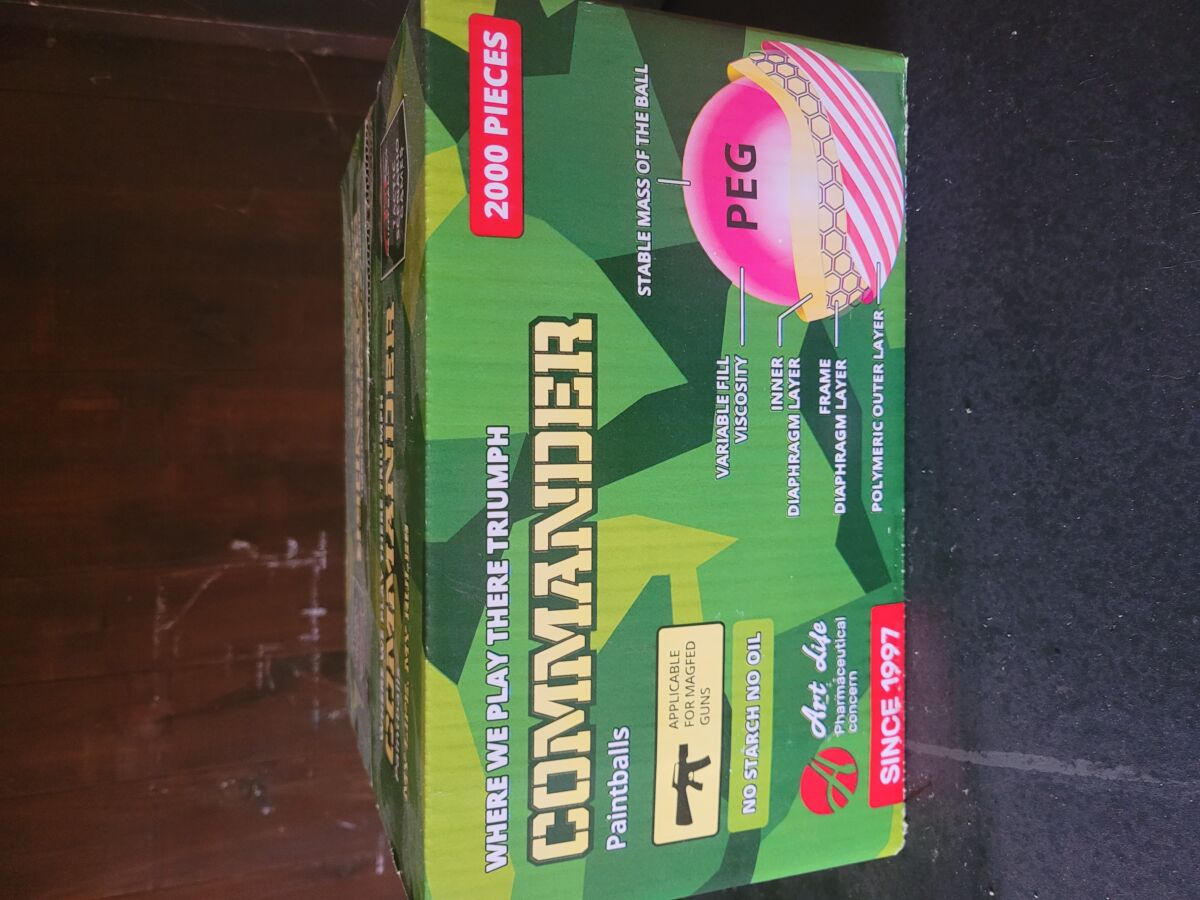 WHERE WE PLAY THERE TRIUMPH
2000 PIECES
COMMANDER
Paintballs
APPLICABLE
FOR MAGFED
GUNS
NO STARCH NO OIL
Art Life
Pharmaceutical
concern
SINCE 1997
STABLE MASS OF THE BALL
PEG
VARIABLE FILL
VISCOSITY
INNER
DIAPHRAGM LAYER
FRAME
DIAPHRAGM LAYER
POLYMERIC OUTER LAYER
COMMANDER